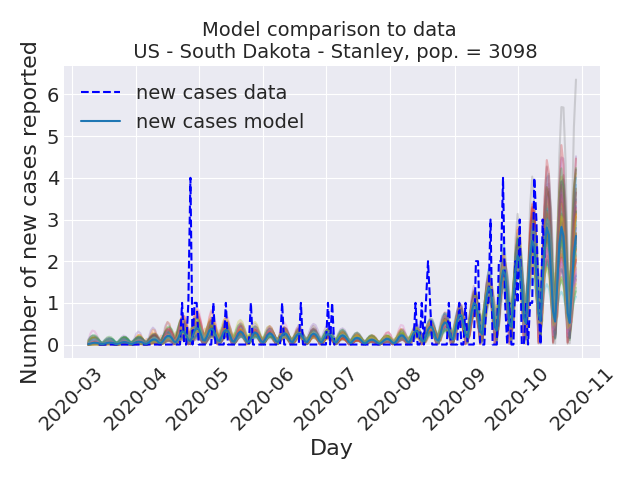 Model comparison to data
US - South Dakota - Stanley, pop. = 3098
Number of new cases reported
6
5
4
3
2
1
0
new cases data
new cases model
2020-03
2020-04
2020-05
2020-06
2020-07
2020-08
2020-09
2020-10
2020-11
Day